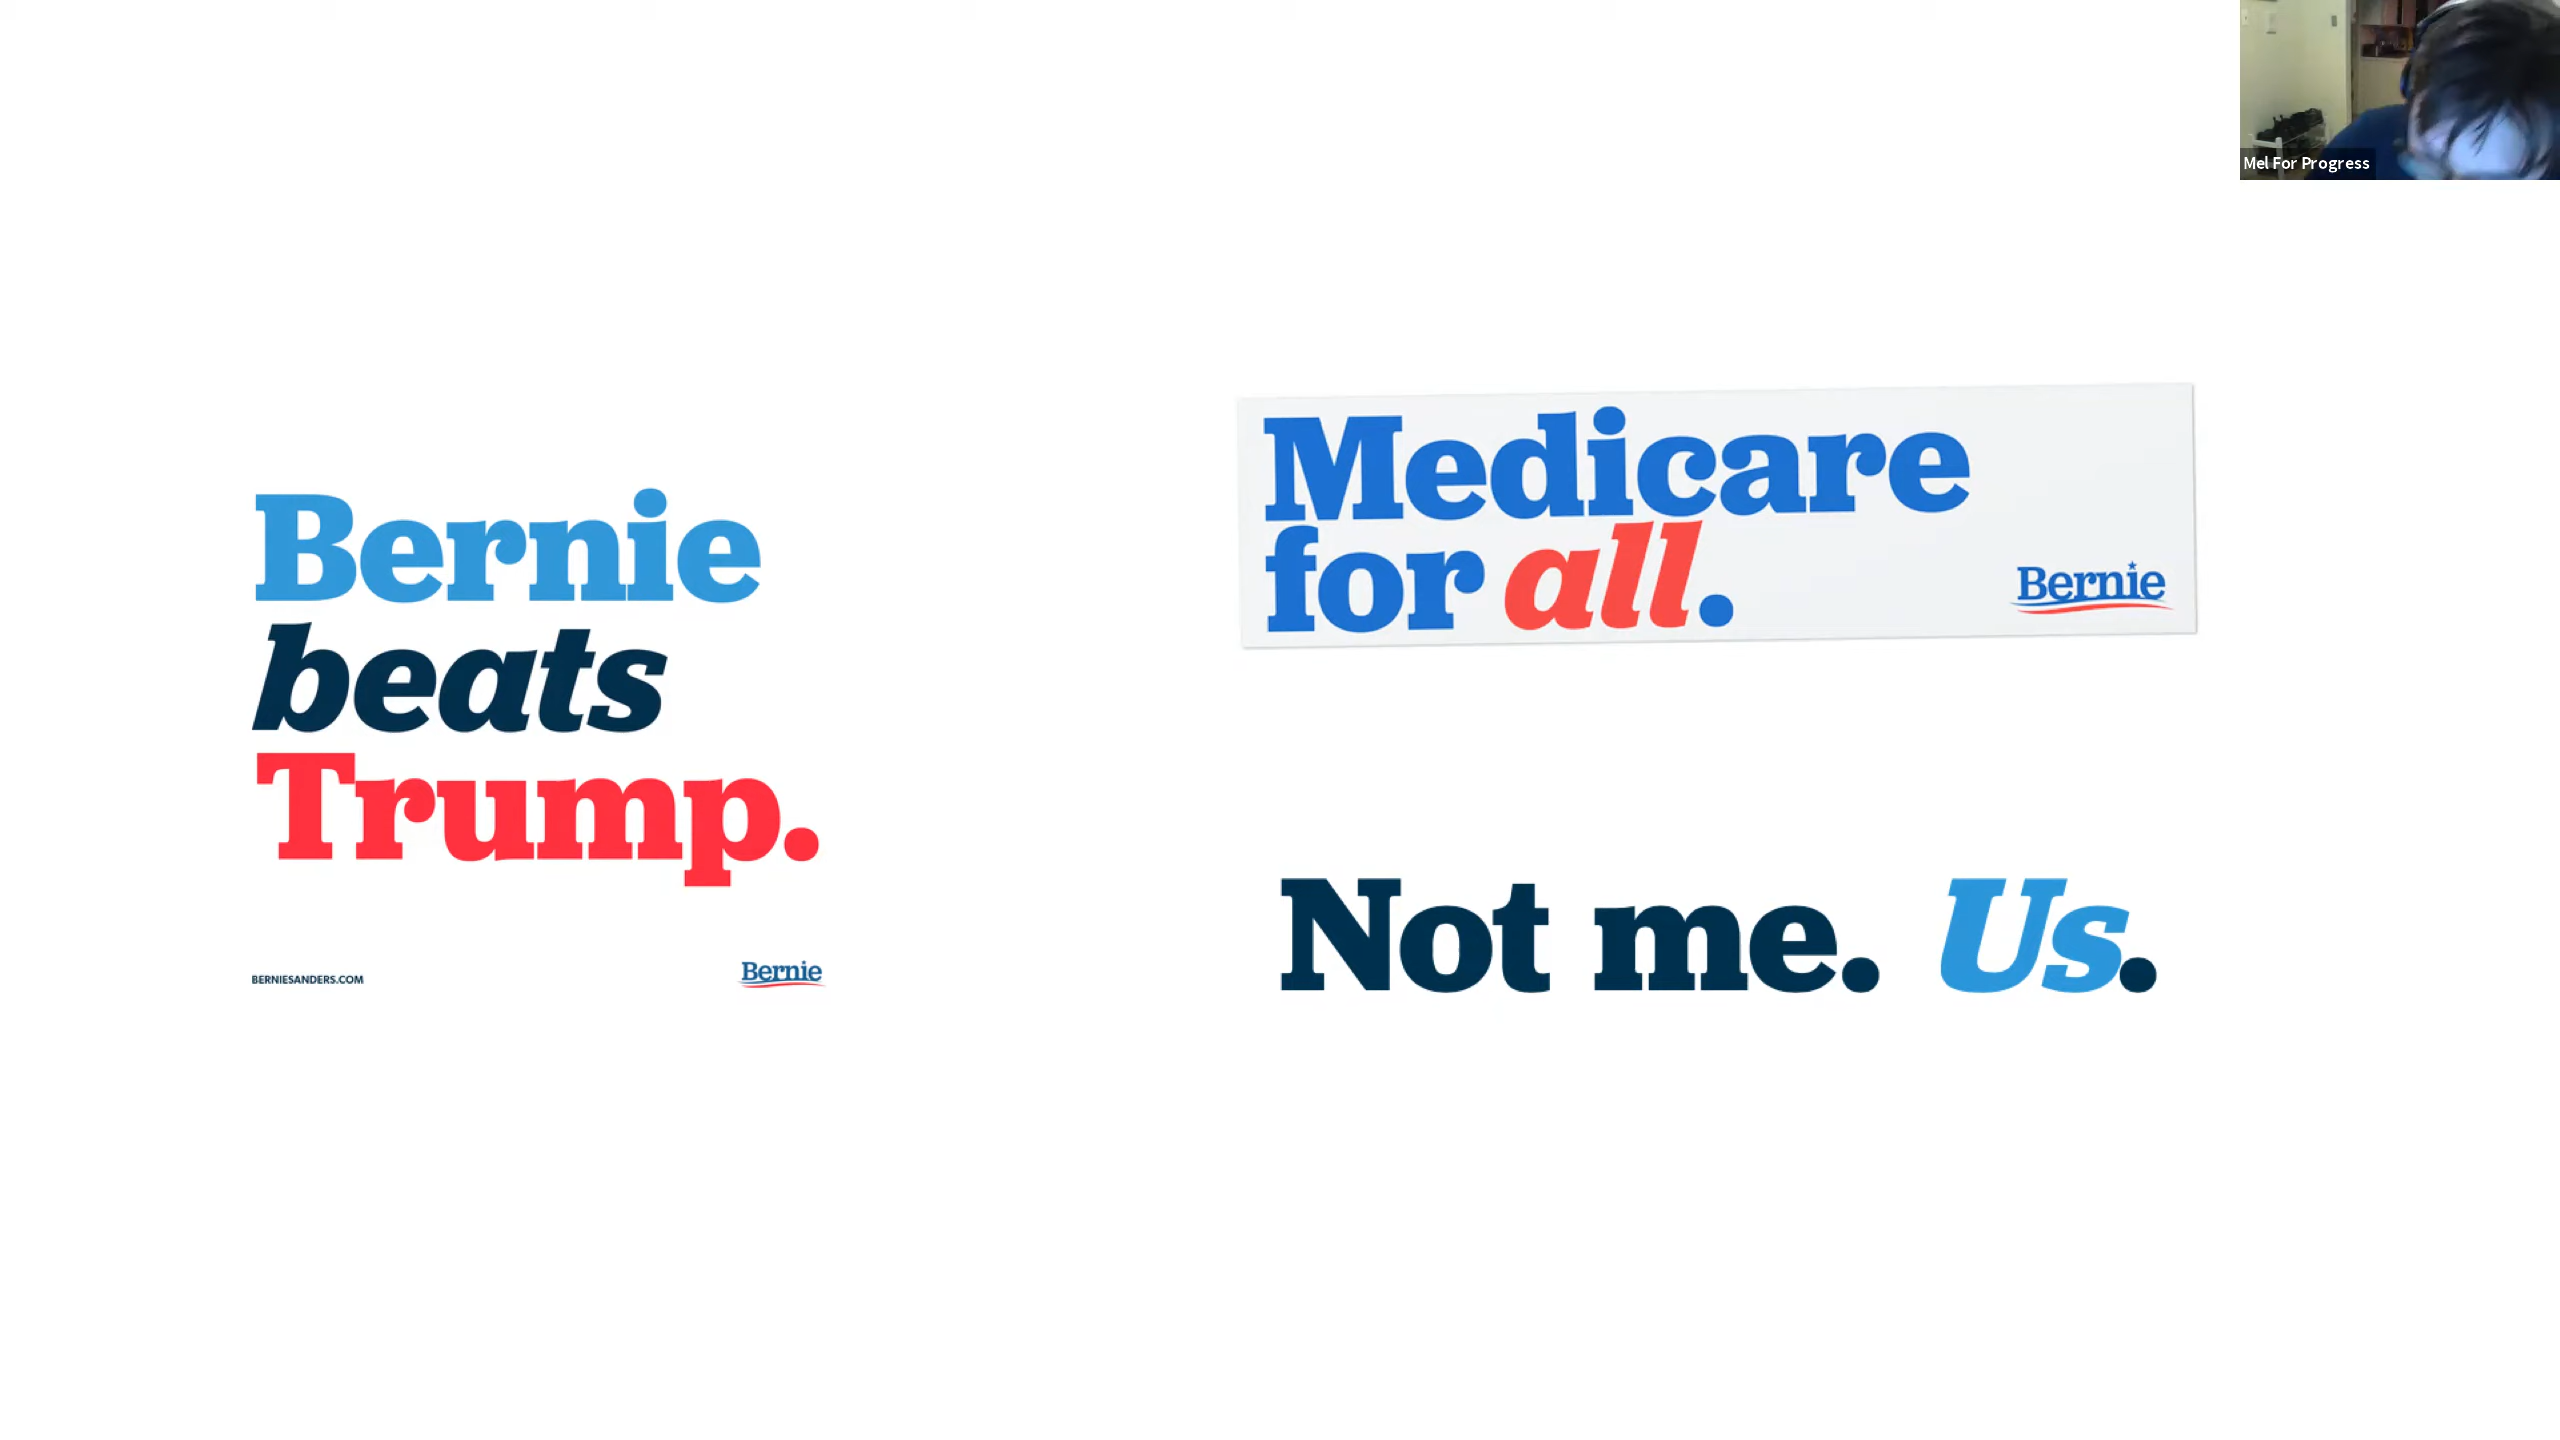 Mel For Progress
Bernie
beats
Trump.
BERNIESANDERS.COM
Bernie
Medicare
for all.
Bernie
Not me. Us.